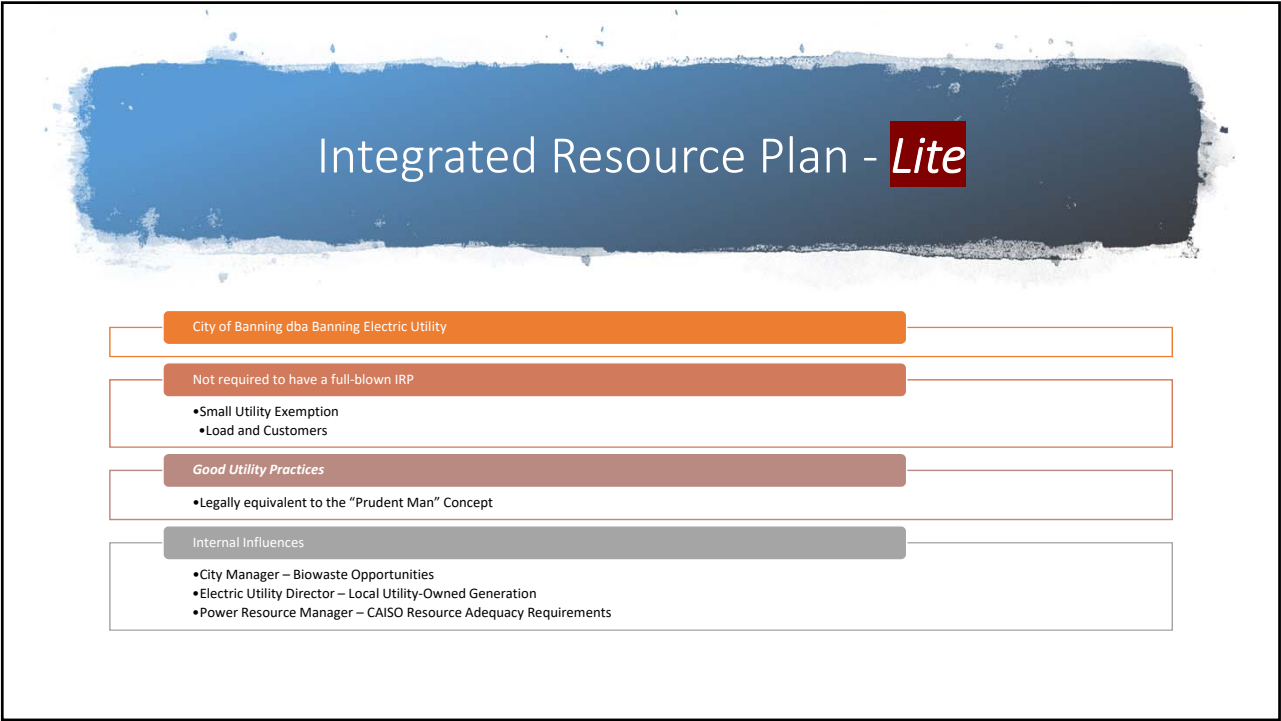 Integrated Resource Plan - Lite
City of Banning dba Banning Electric Utility
Not required to have a full-blown IRP
•Small Utility Exemption
•Load and Customers
Good Utility Practices
•Legally equivalent to the “Prudent Man” Concept
Internal Influences
•City Manager – Biowaste Opportunities
•Electric Utility Director – Local Utility-Owned Generation
•Power Resource Manager – CAISO Resource Adequacy Requirements